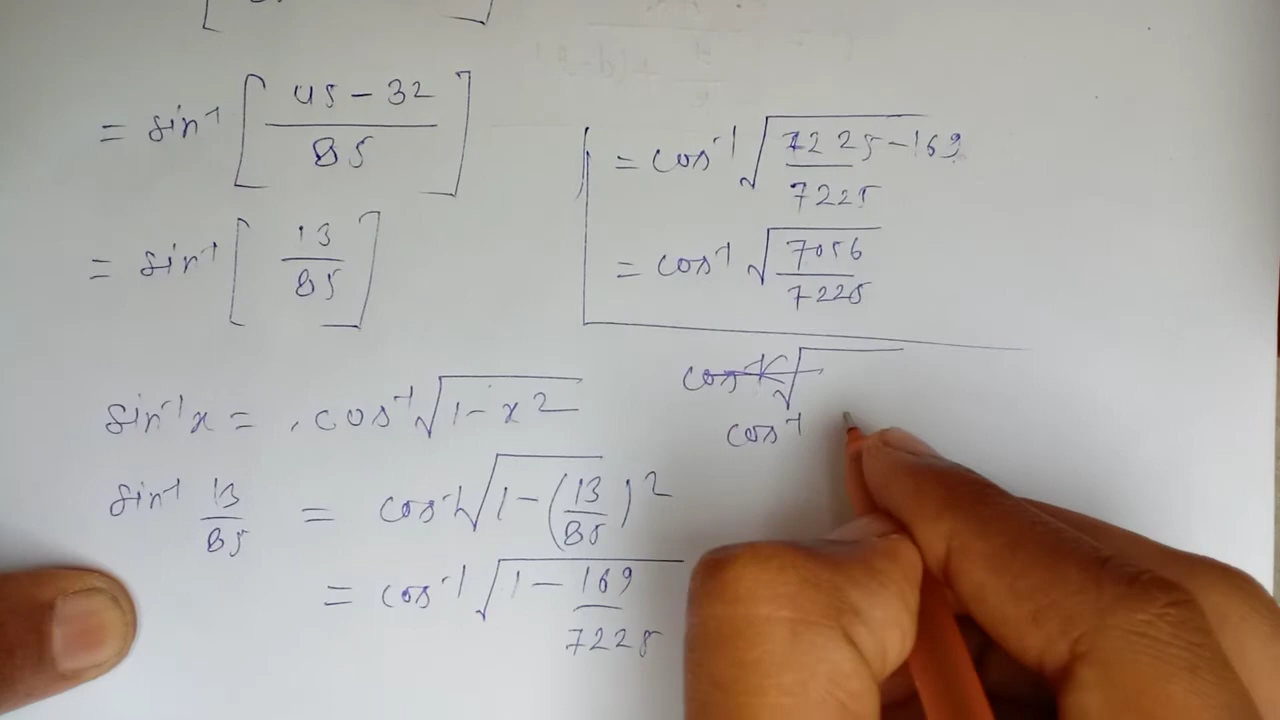 = sin⁻¹ [ 45 - 32 / 85 ]
= sin⁻¹ [ 13 / 85 ]
sin⁻¹x = cos⁻¹ √(1 - x²)
sin⁻¹ 13/85 = cos⁻¹ √1 - (13/85)²
= cos⁻¹ √(1 - 169/7225)
= cos⁻¹ √(7225 - 169 / 7225)
= cos⁻¹ √(7056 / 7225)
cos⁻¹